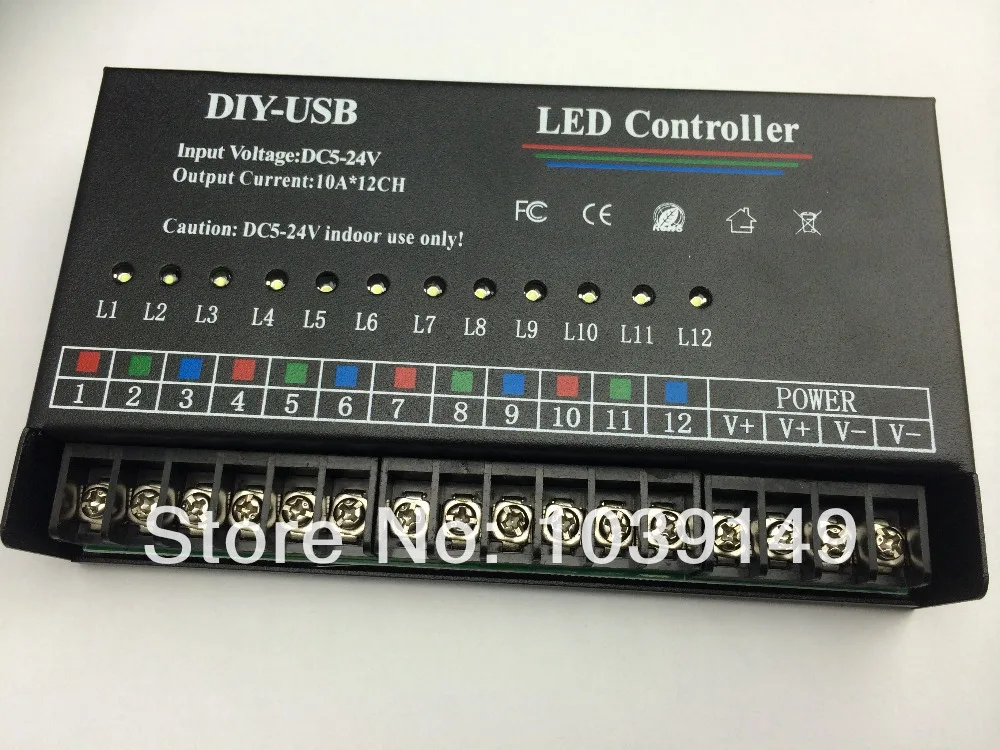 DIY-USB
LED Controller
Input Voltage:DC5-24V
Output Current:10A*12CH
Caution: DC5-24V indoor use only!
FC CE RoHS
L1 L2 L3 L4 L5 L6 L7 L8 L9 L10 L11 L12
1 2 3 4 5 6 7 8 9 10 11 12
POWER
V+ V+ V- V-
Store No: 1039149